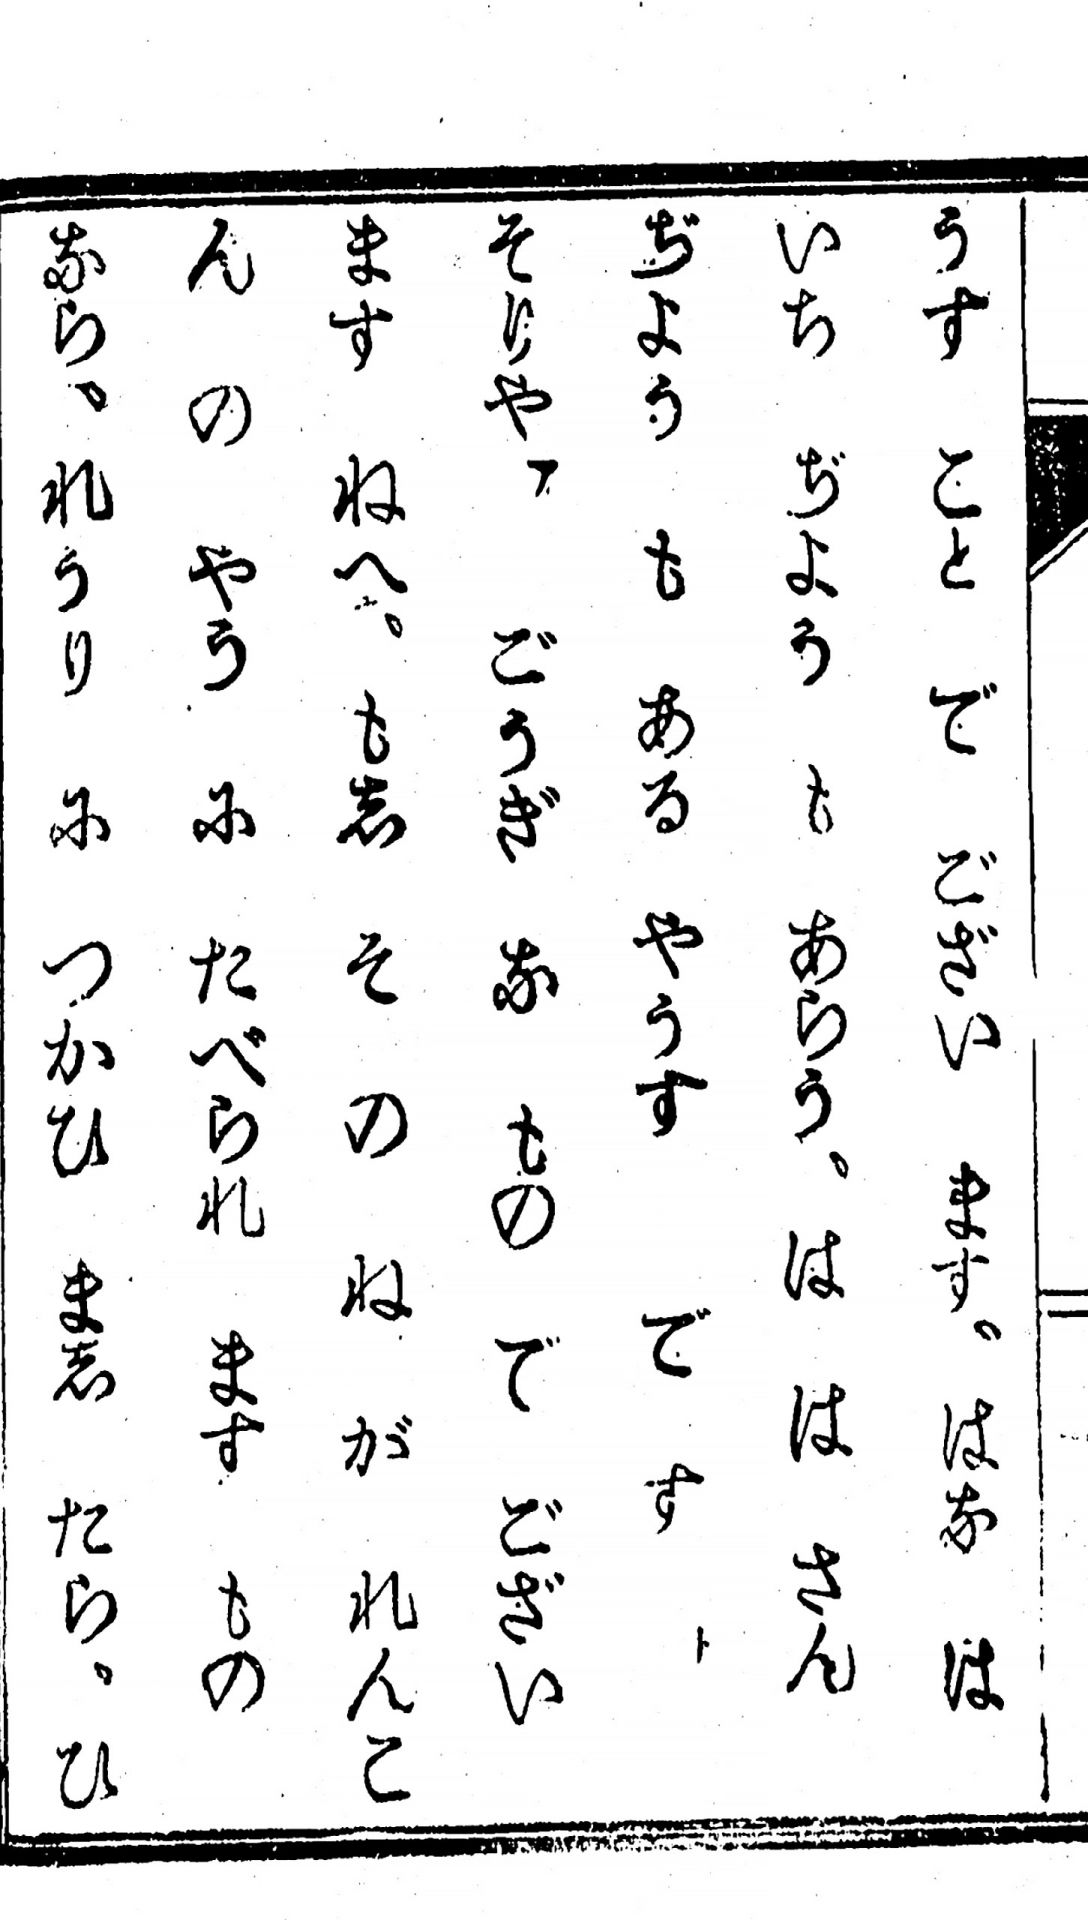 うす こと で ござい ます。 はな は
いち ぢよう も あらう。 は は さん
ぢよう も ある やうす で す ト
そりや ア ごうぎ な もの で ござい
ます ねへ。 もし その ねが れんこ
ん の やう に たべられ ます もの
なら。 れうり に つかひ まし たら。 ひ